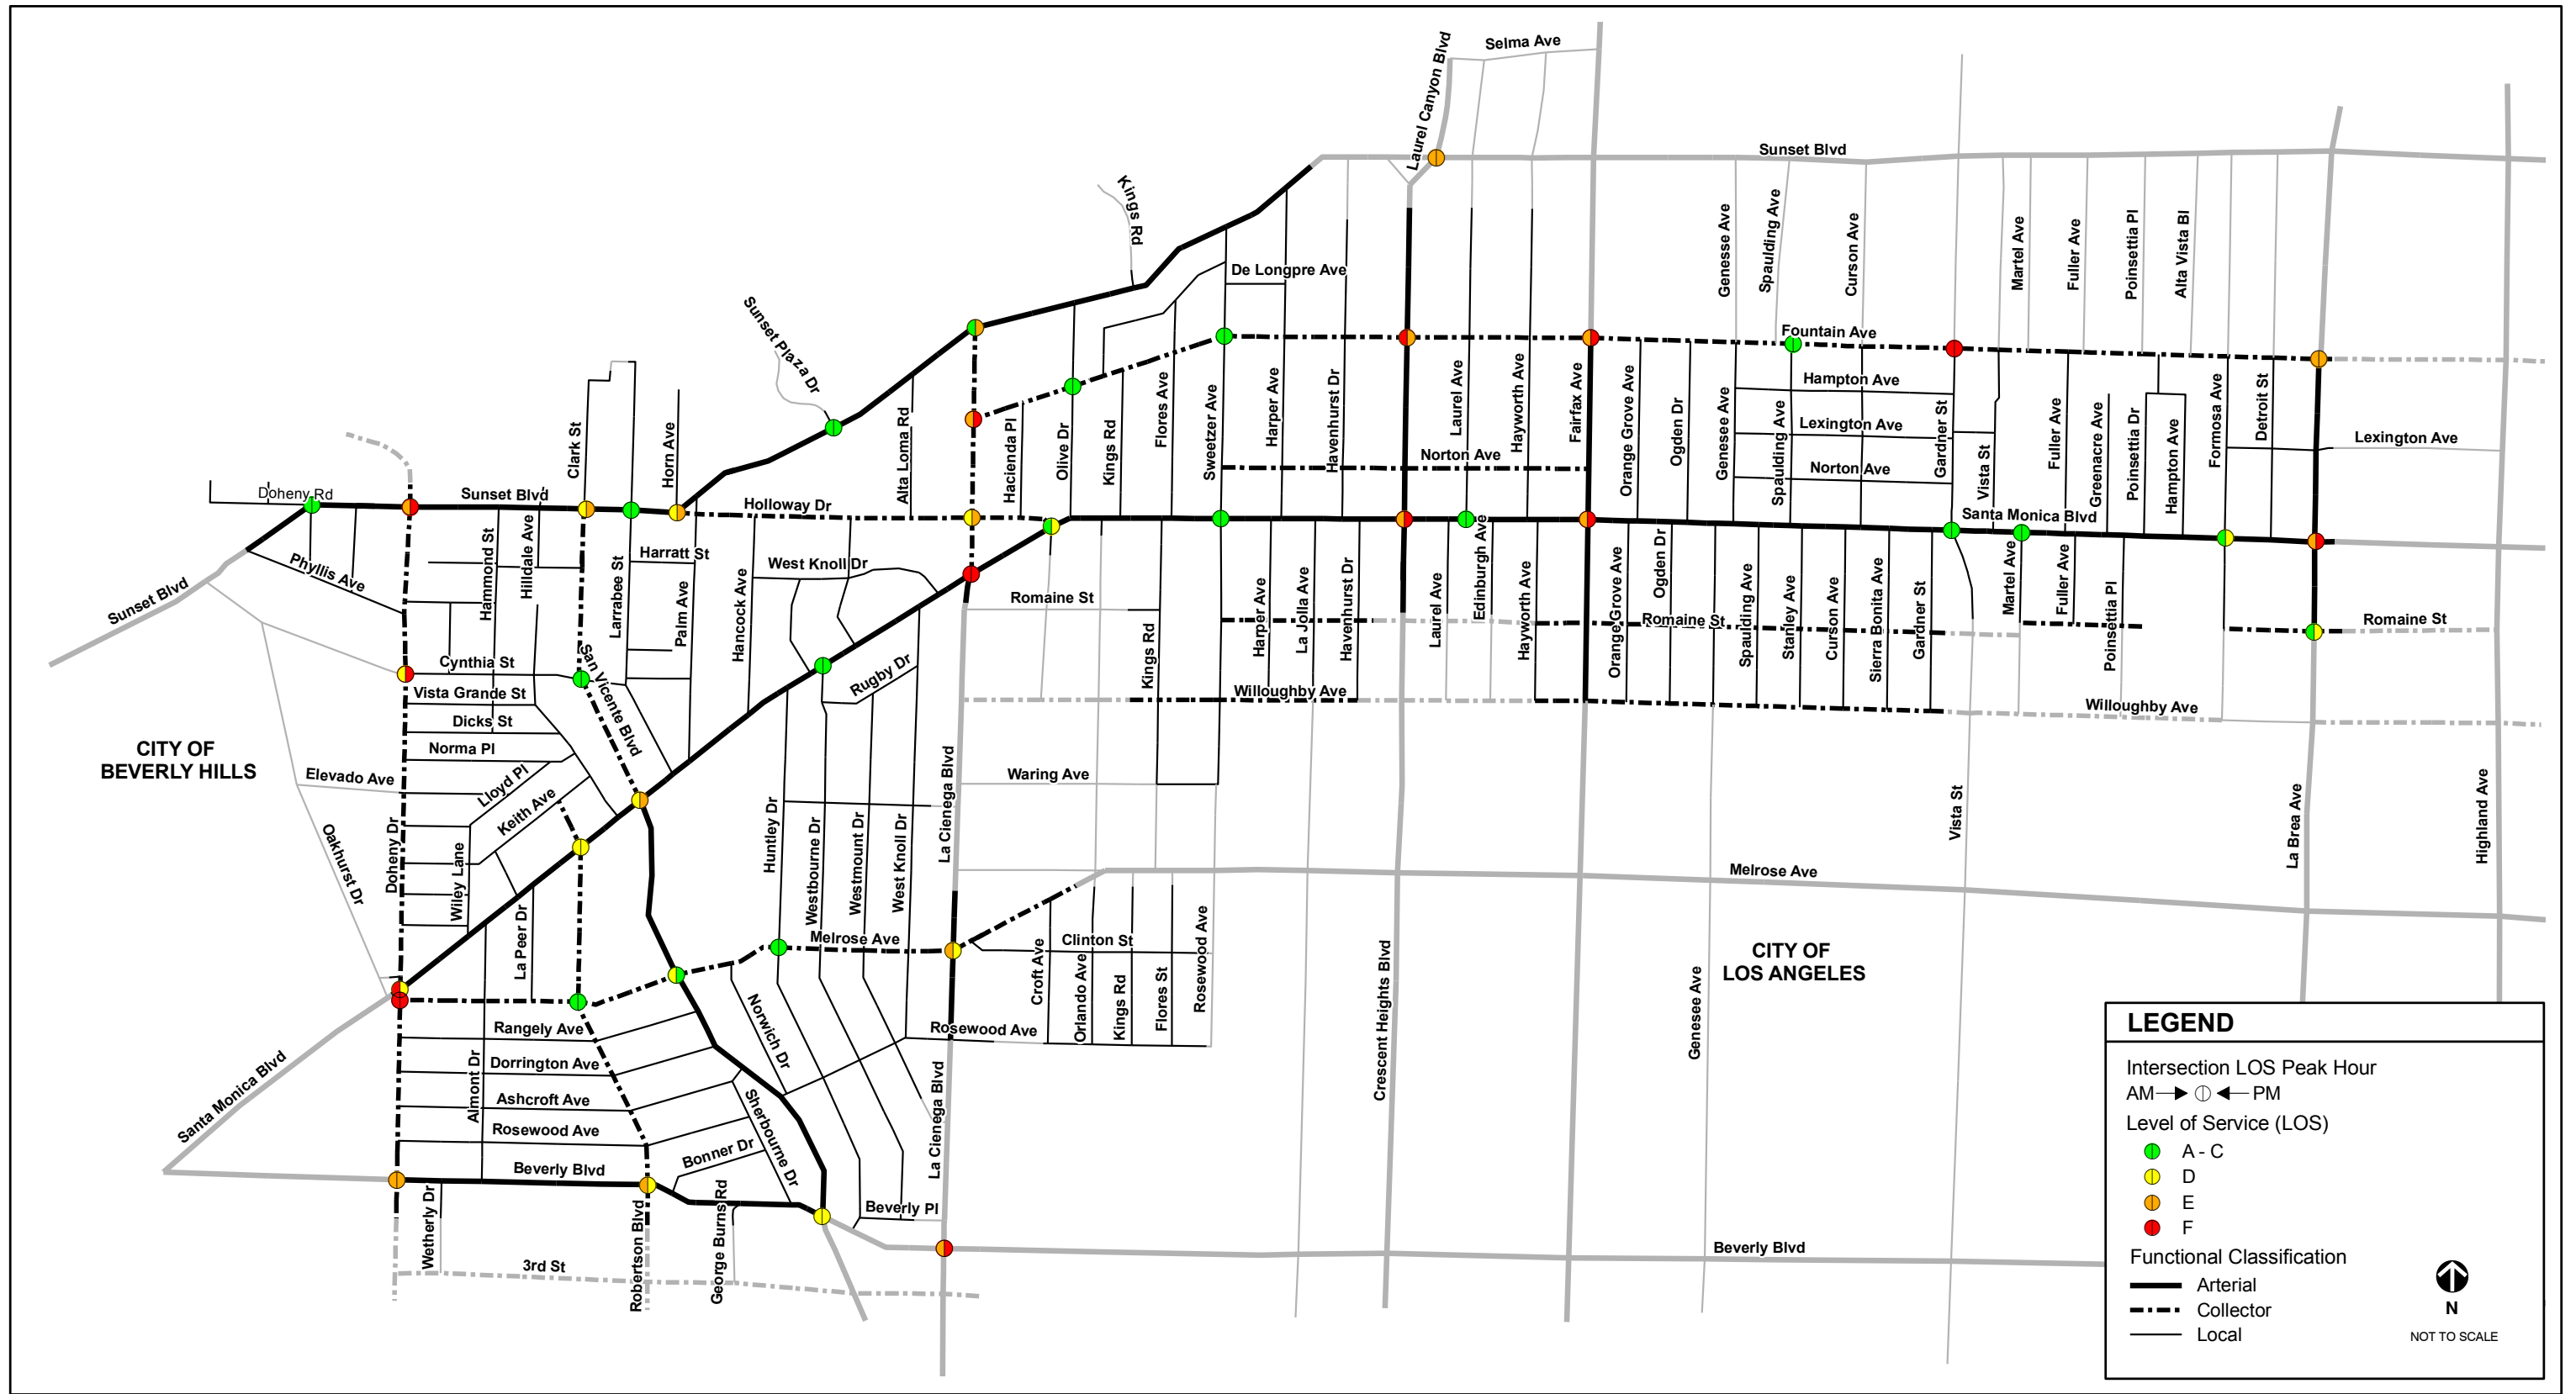 Selma Ave
Laurel Canyon Blvd
Sunset Blvd
Kings Rd
De Longpre Ave
Genesee Ave
Spaulding Ave
Curson Ave
Martel Ave
Fuller Ave
Poinsettia Pl
Alta Vista Bl
Sunset Plaza Dr
Fountain Ave
Hampton Ave
Lexington Ave
Norton Ave
Lexington Ave
Clark St
Horn Ave
Alta Loma Rd
Hacienda Pl
Olive Dr
Kings Rd
Flores Ave
Sweetzer Ave
Harper Ave
Havenhurst Dr
Laurel Ave
Hayworth Ave
Fairfax Ave
Orange Grove Ave
Ogden Dr
Genesee Ave
Spaulding Ave
Gardner St
Vista St
Fuller Ave
Greenacre Ave
Poinsettia Dr
Hampton Ave
Formosa Ave
Detroit St
Norton Ave
Doheny Rd
Sunset Blvd
Holloway Dr
Santa Monica Blvd
Phyllis Ave
Sunset Blvd
Hammond St
Hilldale Ave
Larrabee St
Harratt St
Palm Ave
Hancock Ave
West Knoll Dr
Romaine St
Kings Rd
Harper Ave
La Jolla Ave
Havenhurst Dr
Laurel Ave
Edinburgh Ave
Hayworth Ave
Orange Grove Ave
Ogden Dr
Romaine St
Spaulding Ave
Stanley Ave
Curson Ave
Sierra Bonita Ave
Gardner St
Martel Ave
Fuller Ave
Poinsettia Pl
Romaine St
Cynthia St
San Vicente Blvd
Rugby Dr
Vista Grande St
Willoughby Ave
Willoughby Ave
Dicks St
Norma Pl
CITY OF
BEVERLY HILLS
Elevado Ave
Lloyd Pl
Keith Ave
Waring Ave
Oakhurst Dr
Doheny Dr
Wiley Lane
La Peer Dr
Huntley Dr
Westbourne Dr
Westmount Dr
West Knoll Dr
La Cienega Blvd
Vista St
La Brea Ave
Highland Ave
Melrose Ave
Melrose Ave
Clinton St
CITY OF
LOS ANGELES
Croft Ave
Orlando Ave
Kings Rd
Flores St
Rosewood Ave
Crescent Heights Blvd
Genesee Ave
Norwich Dr
Rangely Ave
Rosewood Ave
Dorrington Ave
Almont Dr
Ashcroft Ave
Santa Monica Blvd
Sherbourne Dr
La Cienega Blvd
Rosewood Ave
Bonner Dr
Beverly Blvd
Wetherly Dr
Robertson Blvd
George Burns Rd
Beverly Pl
3rd St
Beverly Blvd
LEGEND
Intersection LOS Peak Hour
AM PM
Level of Service (LOS)
A - C
D
E
F
Functional Classification
Arterial
Collector
Local
N
NOT TO SCALE